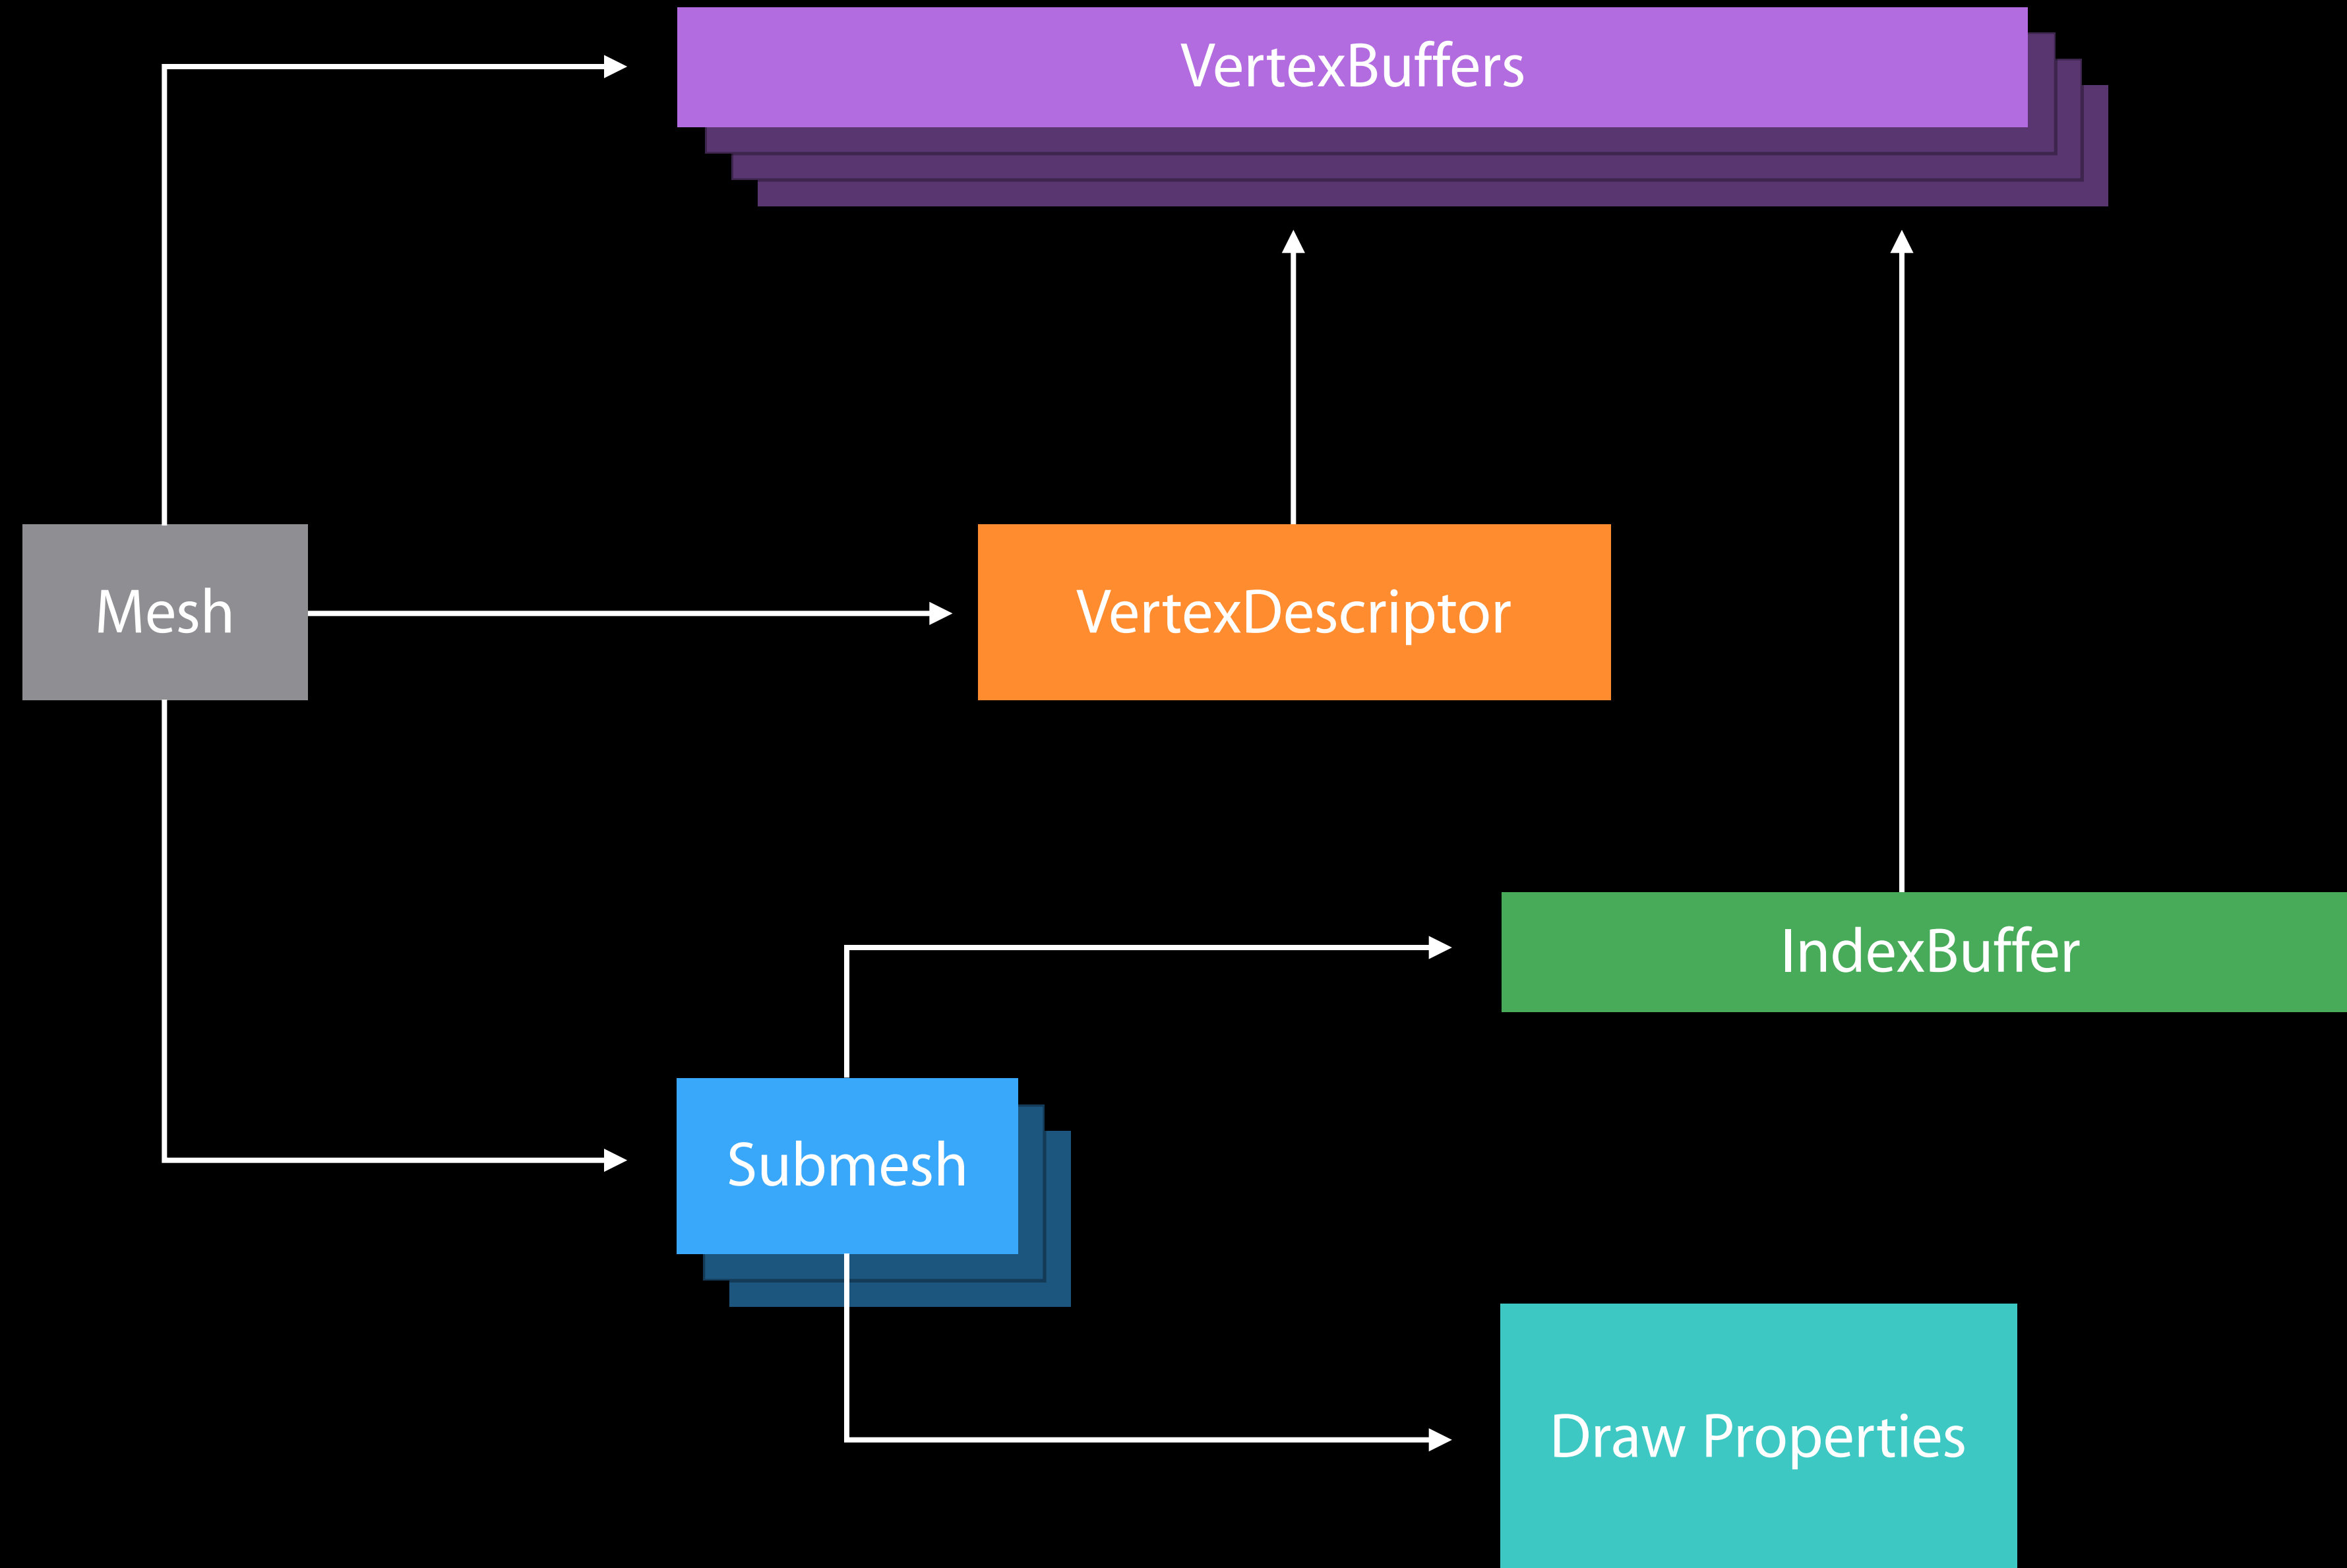 VertexBuffers
Mesh
VertexDescriptor
IndexBuffer
Submesh
Draw Properties